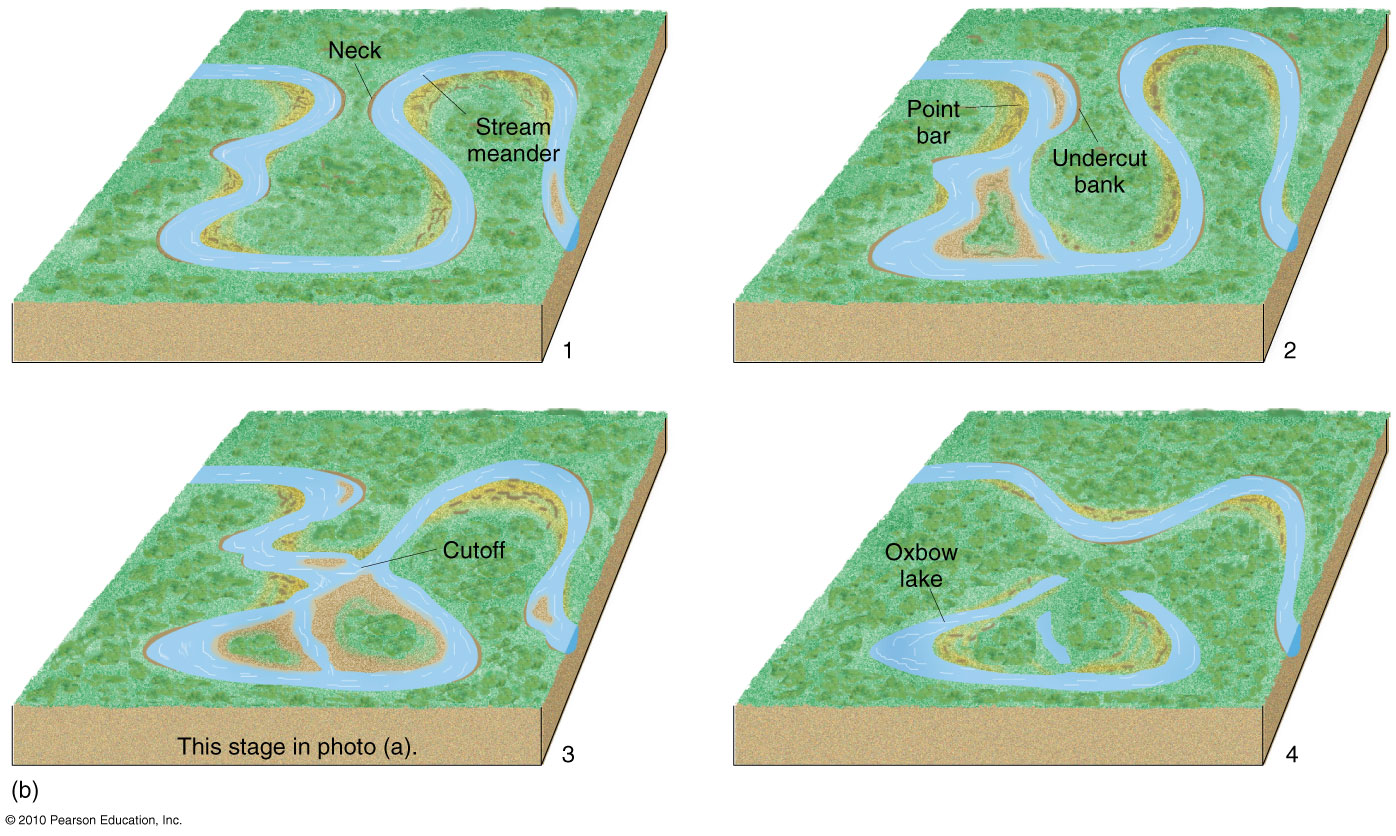 Neck
Stream
meander
1
Point
bar
Undercut
bank
2
Cutoff
This stage in photo (a).
3
Oxbow
lake
4
(b)
© 2010 Pearson Education, Inc.